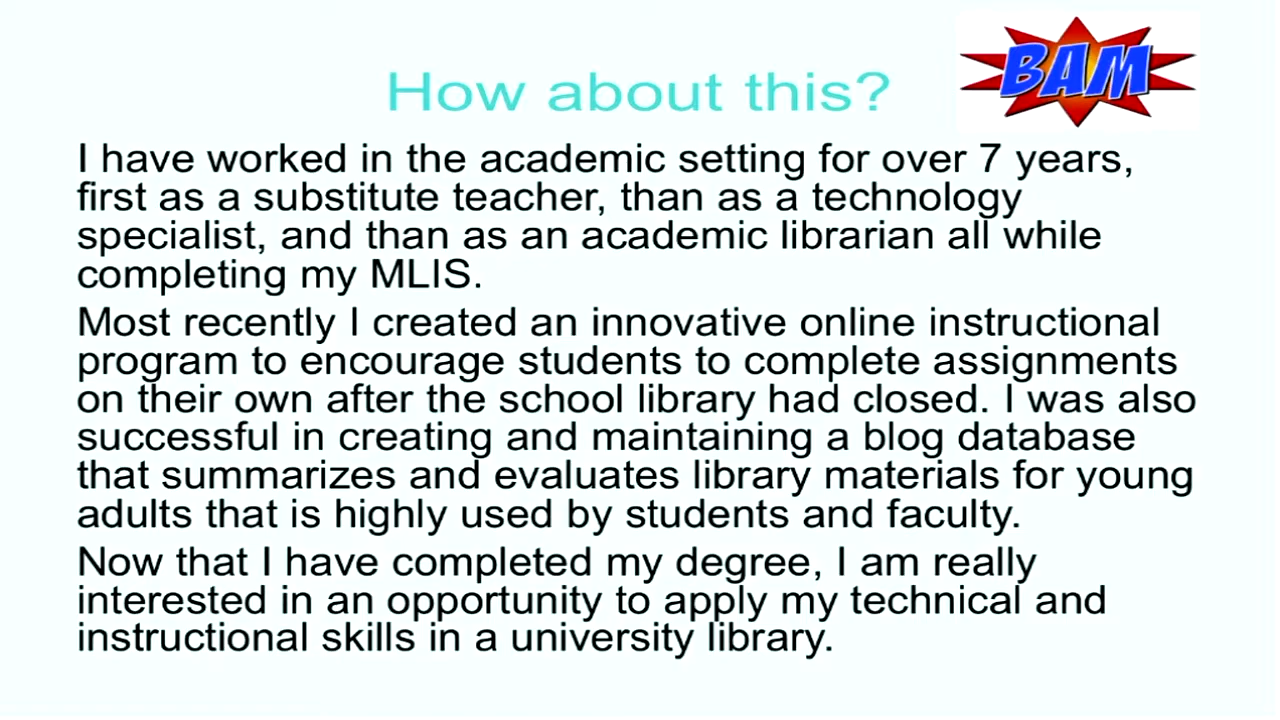 How about this?
BAM
I have worked in the academic setting for over 7 years,
first as a substitute teacher, than as a technology
specialist, and than as an academic librarian all while
completing my MLIS.
Most recently I created an innovative online instructional
program to encourage students to complete assignments
on their own after the school library had closed. I was also
successful in creating and maintaining a blog database
that summarizes and evaluates library materials for young
adults that is highly used by students and faculty.
Now that I have completed my degree, I am really
interested in an opportunity to apply my technical and
instructional skills in a university library.